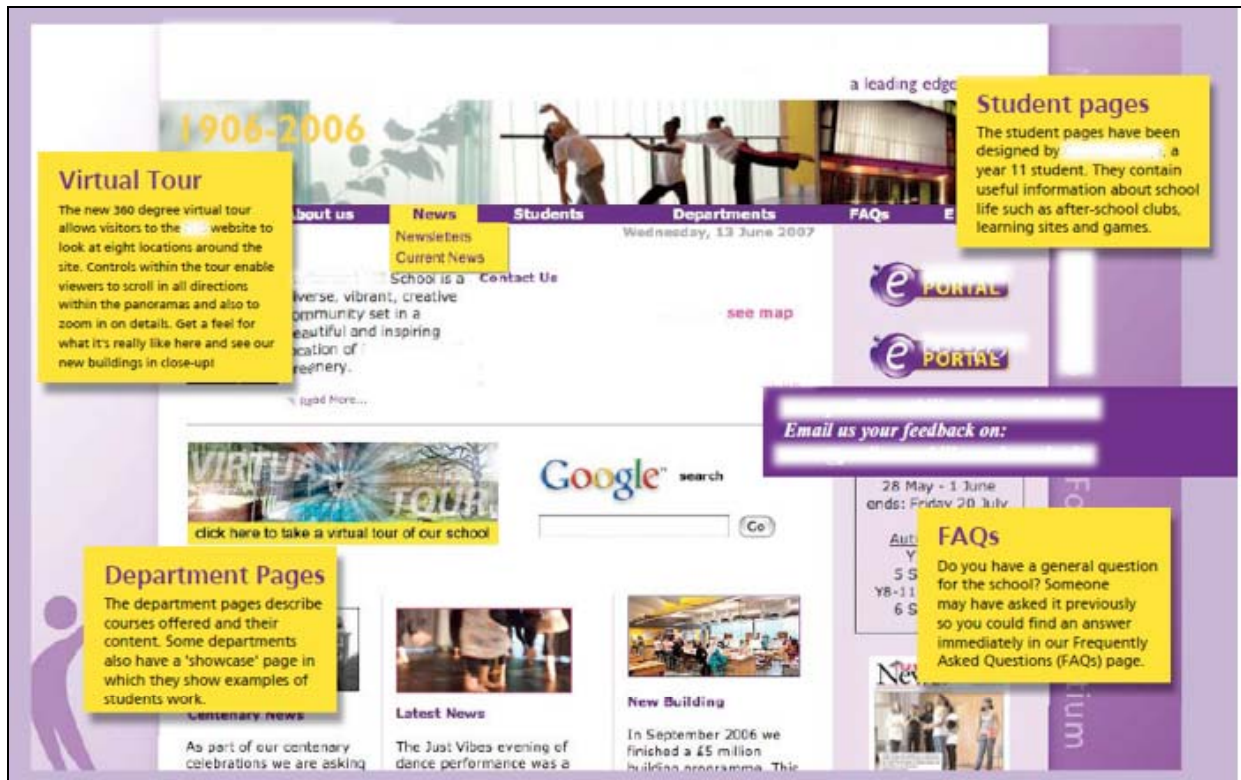 a leading edge
1906-2006
Student pages
The student pages have been
designed by , a
year 11 student. They contain
useful information about school
life such as after-school clubs,
learning sites and games.
Virtual Tour
The new 360 degree virtual tour
allows visitors to the website to
look at eight locations around the
site. Controls within the tour enable
viewers to scroll in all directions
within the panoramas and also to
zoom in on details. Get a feel for
what it's really like here and see our
new buildings in close-up!
About us News Students Departments FAQs E
Newsletters
Current News
Wednesday, 13 June 2007
Contact Us
School is a
diverse, vibrant, creative
community set in a
beautiful and inspiring
location of
greenery.
Read More...
see map
e PORTAL
e PORTAL
Email us your feedback on:
VIRTUAL TOUR
click here to take a virtual tour of our school
Google™ search
Go
28 May - 1 June
ends: Friday 20 July
Aut
Y
5 S
Y8-11
6 S
FAQs
Do you have a general question
for the school? Someone
may have asked it previously
so you could find an answer
immediately in our Frequently
Asked Questions (FAQs) page.
Department Pages
The department pages describe
courses offered and their
content. Some departments
also have a 'showcase' page in
which they show examples of
students work.
Centenary News
As part of our centenary
celebrations we are asking
Latest News
The Just Vibes evening of
dance performance was a
New Building
In September 2006 we
finished a £5 million
building programme. This